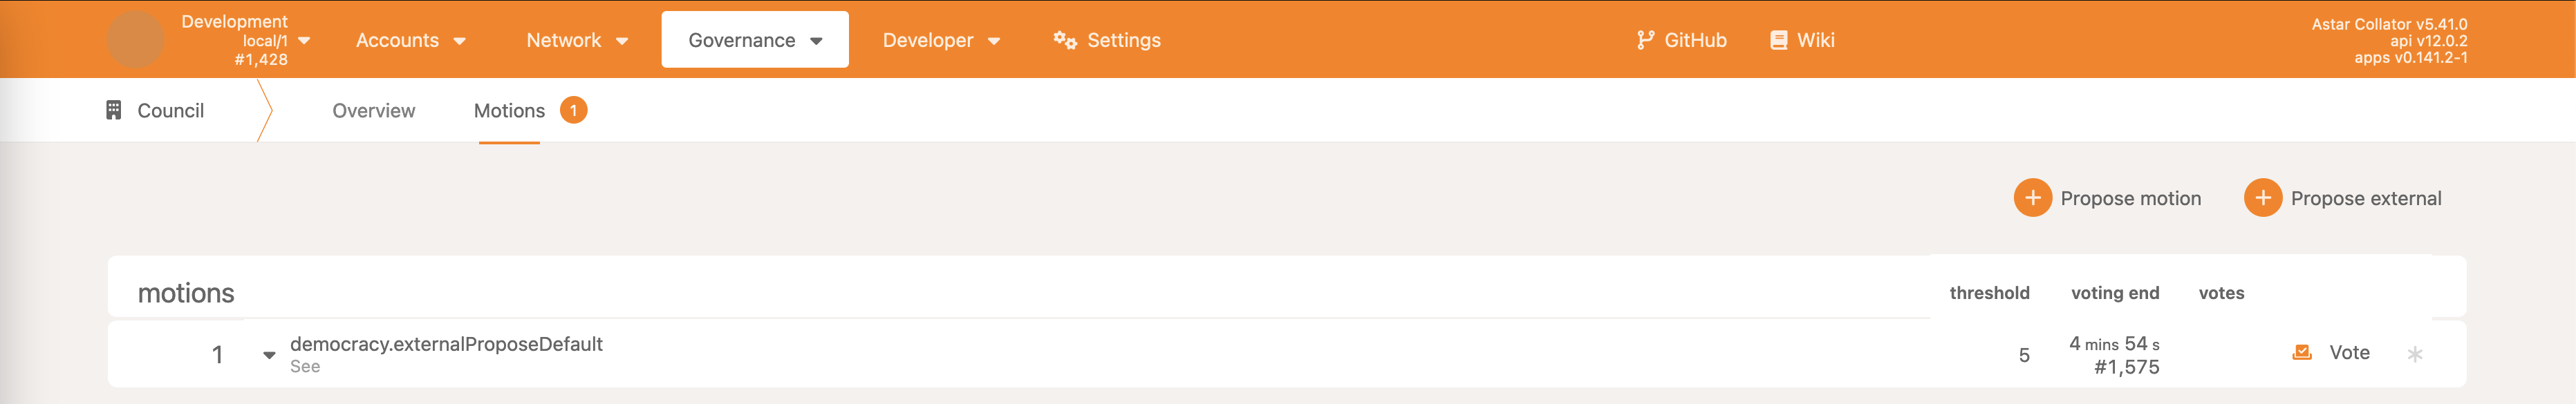 Development
local/1
#1,428
Accounts
Network
Governance
Developer
Settings
GitHub
Wiki
Astar Collator v5.41.0
api v12.0.2
apps v0.141.2-1
Council
Overview
Motions 1
Propose motion
Propose external
motions threshold voting end votes
1 democracy.externalProposeDefault
See
5
4 mins 54 s
#1,575
Vote